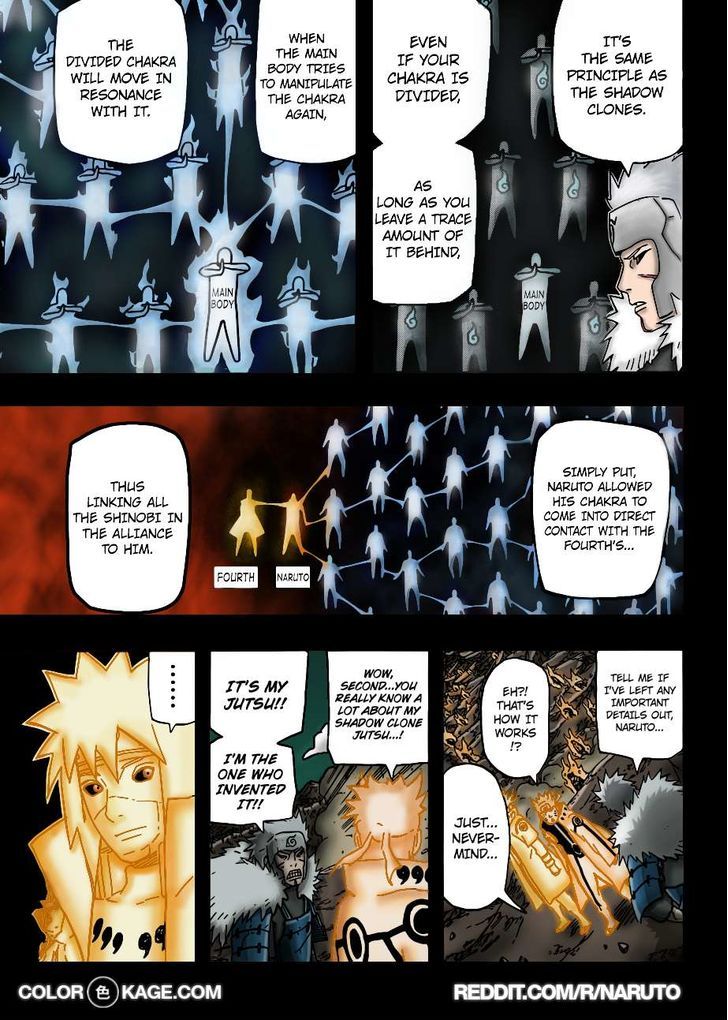 IT'S
THE SAME
PRINCIPLE AS
THE SHADOW
CLONES.
EVEN
IF YOUR
CHAKRA IS
DIVIDED,
AS
LONG AS YOU
LEAVE A TRACE
AMOUNT OF
IT BEHIND,
MAIN
BODY
WHEN
THE MAIN
BODY TRIES
TO MANIPULATE
THE CHAKRA
AGAIN,
THE
DIVIDED CHAKRA
WILL MOVE IN
RESONANCE
WITH IT.
MAIN
BODY
SIMPLY PUT,
NARUTO ALLOWED
HIS CHAKRA TO
COME INTO DIRECT
CONTACT WITH THE
FOURTH'S...
THUS
LINKING ALL
THE SHINOBI IN
THE ALLIANCE
TO HIM.
FOURTH
NARUTO
TELL ME IF
I'VE LEFT ANY
IMPORTANT
DETAILS OUT,
NARUTO...
EH?!
THAT'S
HOW IT
WORKS
!?
JUST...
NEVER-
MIND...
WOW,
SECOND...YOU
REALLY KNOW A
LOT ABOUT MY
SHADOW CLONE
JUTSU...!
IT'S MY
JUTSU!!
I'M THE
ONE WHO
INVENTED
IT!!
......
COLOR 色 KAGE.COM
REDDIT.COM/R/NARUTO